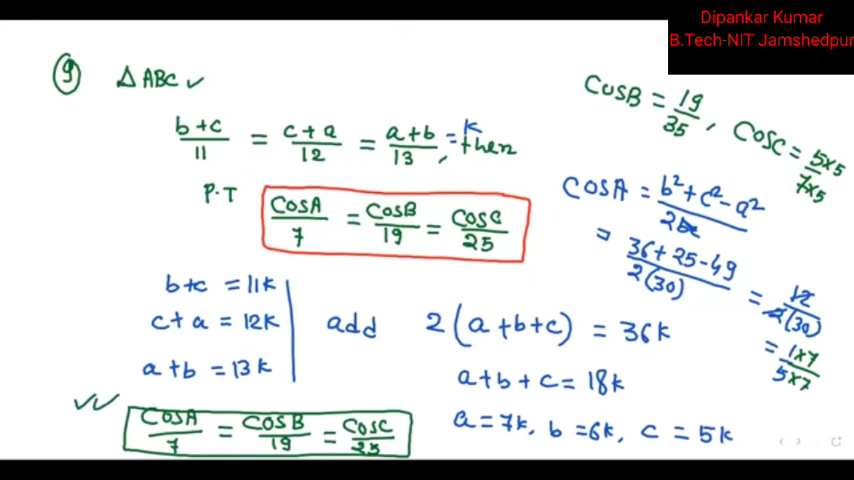 Dipankar Kumar
B.Tech-NIT Jamshedpur
9 Δ ABC ✓
(b+c)/11 = (c+a)/12 = (a+b)/13 = k, then
P.T CosA/7 = CosB/19 = CosC/25
b+c = 11k
c+a = 12k
a+b = 13k
add 2(a+b+c) = 36k
a+b+c = 18k
a = 7k, b = 6k, c = 5k
✓✓ CosA/7 = CosB/19 = CosC/25
CosB = 19/35, CosC = 5×5/7×5
CosA = (b²+c²-a²)/2bc
= (36+25-49)/2(30) = 12/2(30)
= 1×7/5×7
3